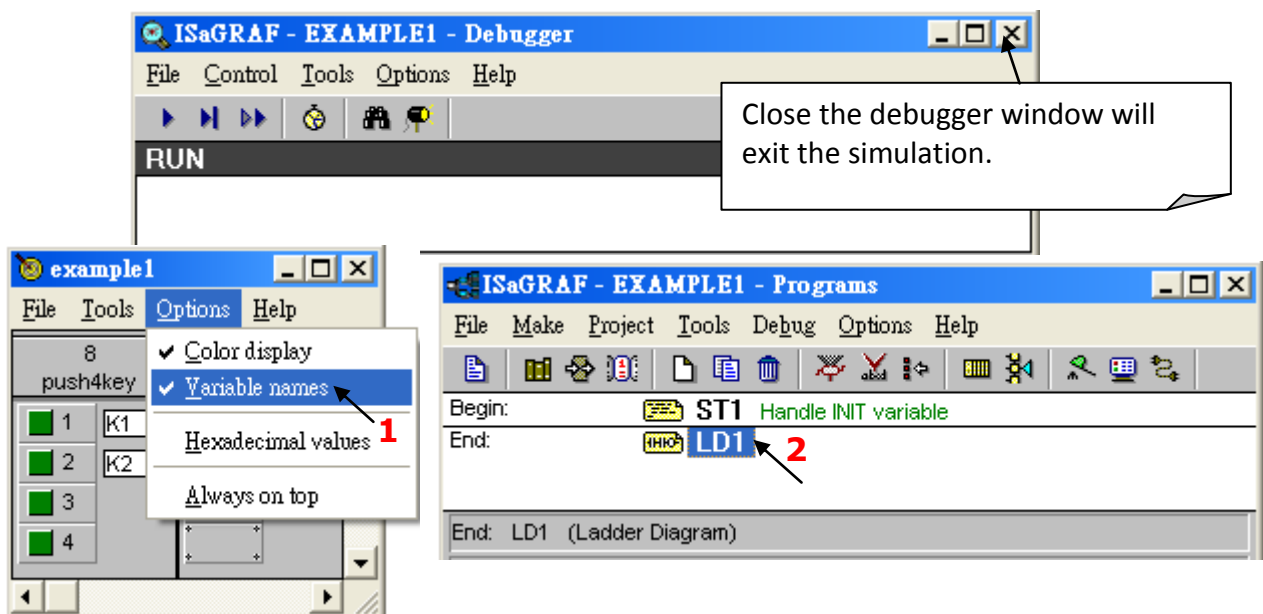 ISaGRAF - EXAMPLE1 - Debugger
File Control Tools Options Help
RUN
Close the debugger window will
exit the simulation.
example1
File Tools Options Help
8
push4key
1 K1
2 K2
3
4
Color display
Variable names
1
Hexadecimal values
Always on top
ISaGRAF - EXAMPLE1 - Programs
File Make Project Tools Debug Options Help
Begin: ST1 Handle INIT variable
End: LD1
2
End: LD1 (Ladder Diagram)